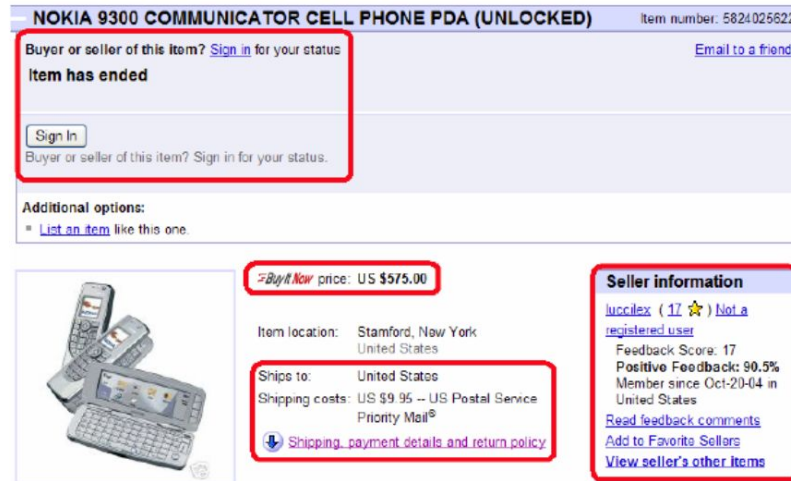 NOKIA 9300 COMMUNICATOR CELL PHONE PDA (UNLOCKED)
Item number: 5824025622
Buyer or seller of this item? Sign in for your status
Email to a friend
Item has ended
Sign In
Buyer or seller of this item? Sign in for your status.
Additional options:
List an item like this one.
Buy It Now price: US $575.00
Item location: Stamford, New York
United States
Ships to: United States
Shipping costs: US $9.95 -- US Postal Service
Priority Mail®
Shipping, payment details and return policy
Seller information
luccilex ( 17 ) Not a
registered user
Feedback Score: 17
Positive Feedback: 90.5%
Member since Oct-20-04 in
United States
Read feedback comments
Add to Favorite Sellers
View seller's other items